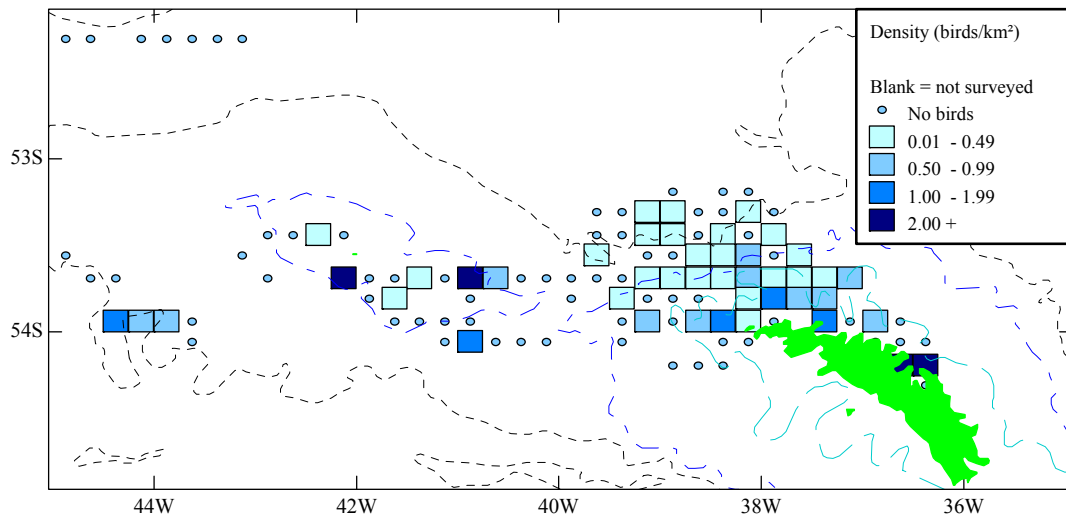 Density (birds/km²)
Blank = not surveyed
No birds
0.01 - 0.49
0.50 - 0.99
1.00 - 1.99
2.00 +
53S
54S
44W 42W 40W 38W 36W